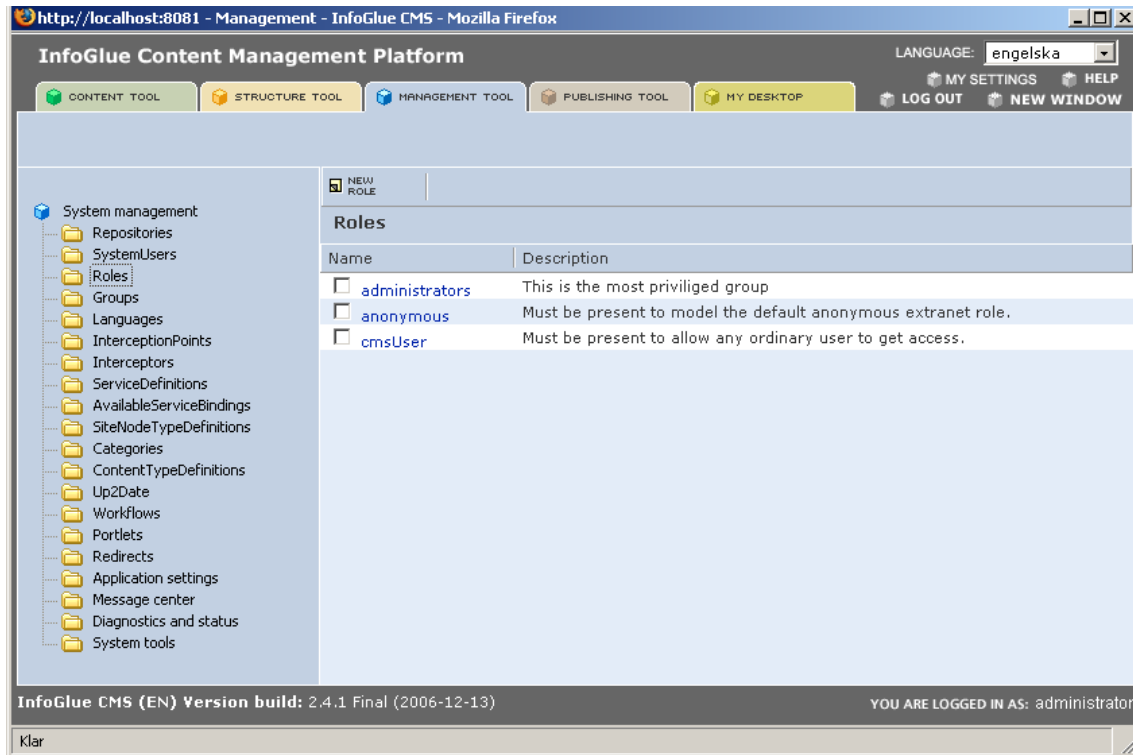 http://localhost:8081 - Management - InfoGlue CMS - Mozilla Firefox
InfoGlue Content Management Platform
LANGUAGE: engelska
MY SETTINGS HELP
CONTENT TOOL STRUCTURE TOOL MANAGEMENT TOOL PUBLISHING TOOL MY DESKTOP LOG OUT NEW WINDOW
NEW
ROLE
System management
Repositories
SystemUsers
Roles
Groups
Languages
InterceptionPoints
Interceptors
ServiceDefinitions
AvailableServiceBindings
SiteNodeTypeDefinitions
Categories
ContentTypeDefinitions
Up2Date
Workflows
Portlets
Redirects
Application settings
Message center
Diagnostics and status
System tools
Roles
Name Description
administrators This is the most priviliged group
anonymous Must be present to model the default anonymous extranet role.
cmsUser Must be present to allow any ordinary user to get access.
InfoGlue CMS (EN) Version build: 2.4.1 Final (2006-12-13) YOU ARE LOGGED IN AS: administrator
Klar